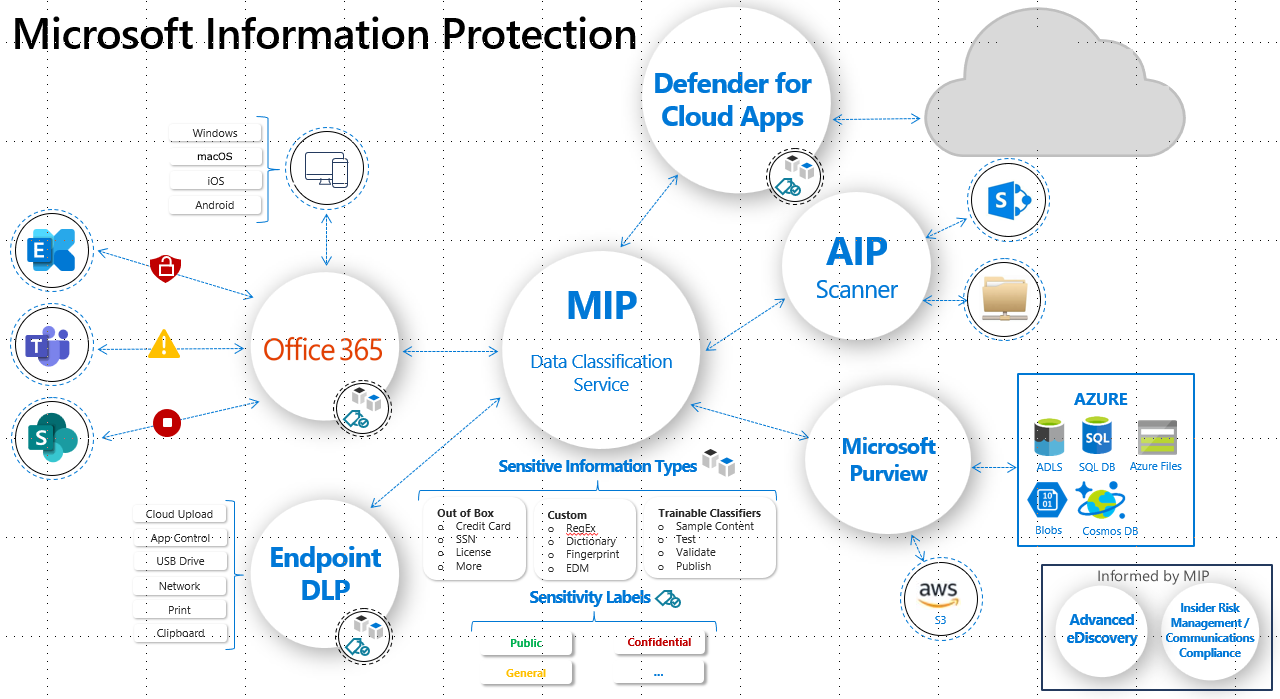 Microsoft Information Protection
Defender for
Cloud Apps
Windows
macOS
iOS
Android
E
T
S
Office 365
MIP
Data Classification
Service
AIP
Scanner
S
Microsoft
Purview
AZURE
ADLS
SQL
SQL DB
Azure Files
10
01
Blobs
Cosmos DB
aws
S3
Informed by MIP
Advanced
eDiscovery
Insider Risk
Management /
Communications
Compliance
Cloud Upload
App Control
USB Drive
Network
Print
Clipboard
Endpoint
DLP
Sensitive Information Types
Out of Box
o Credit Card
o SSN
o License
o More
Custom
o RegEx
o Dictionary
o Fingerprint
o EDM
Trainable Classifiers
o Sample Content
o Test
o Validate
o Publish
Sensitivity Labels
Public
Confidential
General
...